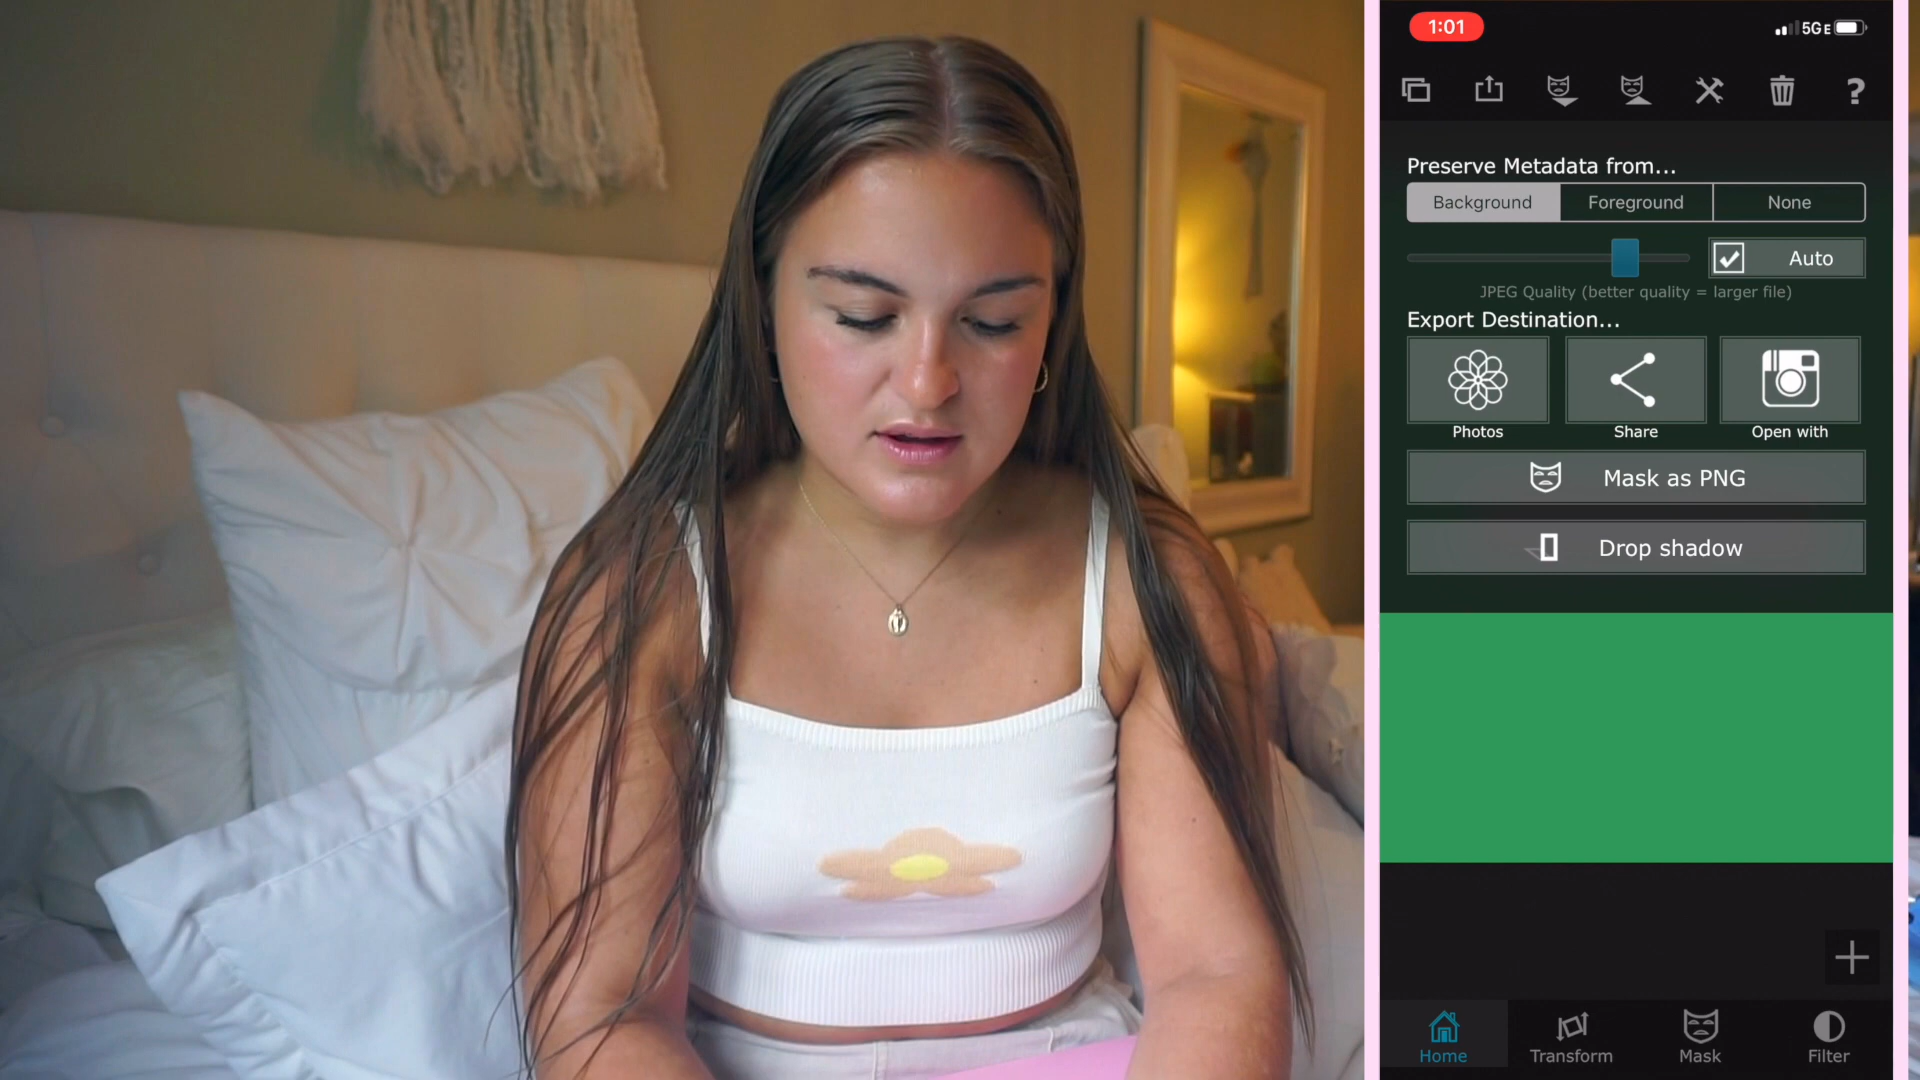 1:01
5GE
?
Preserve Metadata from...
Background
Foreground
None
Auto
JPEG Quality (better quality = larger file)
Export Destination...
Photos
Share
Open with
Mask as PNG
Drop shadow
Home
Transform
Mask
Filter